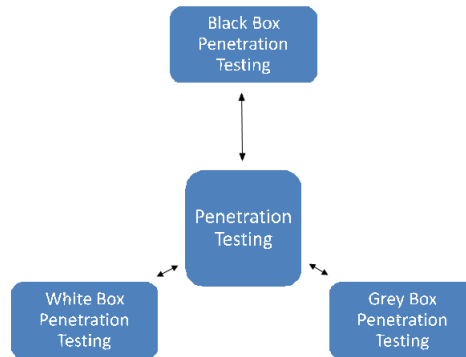 Black Box
Penetration
Testing
Penetration
Testing
White Box
Penetration
Testing
Grey Box
Penetration
Testing